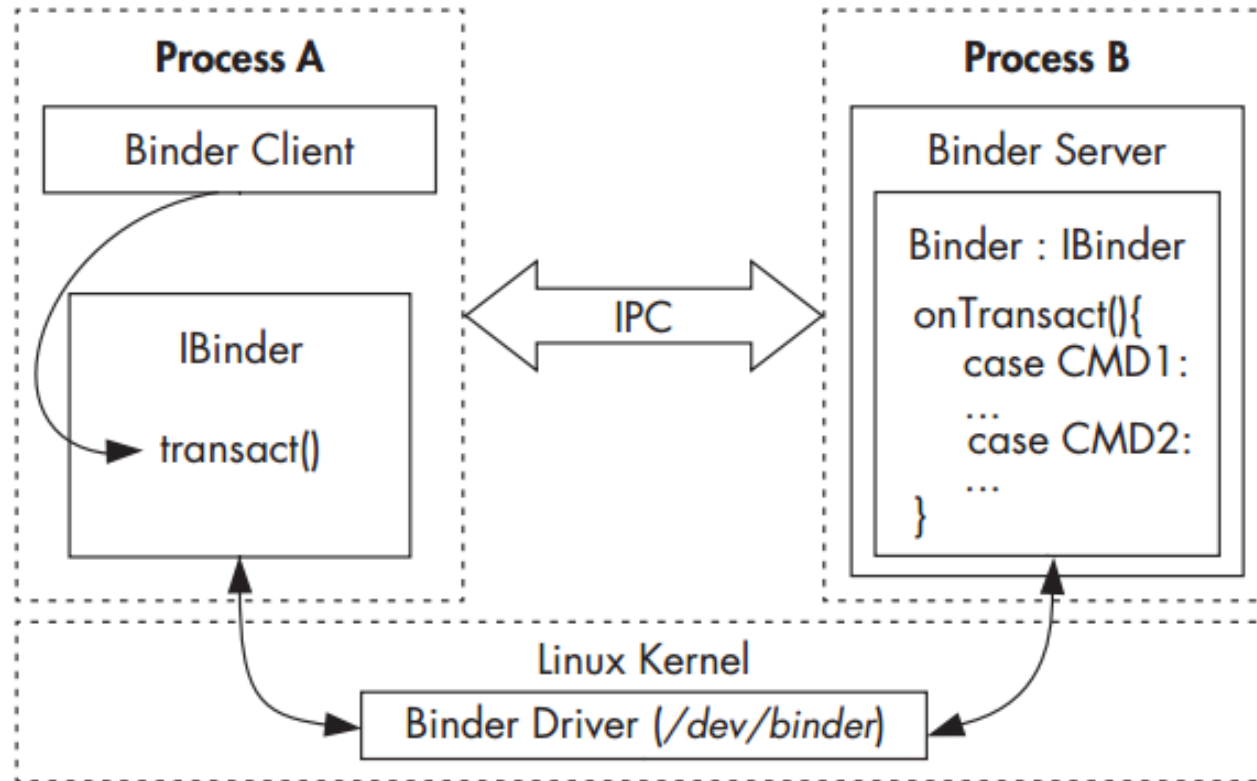 Process A
Binder Client
IBinder
transact()
IPC
Process B
Binder Server
Binder : IBinder
onTransact(){
case CMD1:
...
case CMD2:
...
}
Linux Kernel
Binder Driver (/dev/binder)